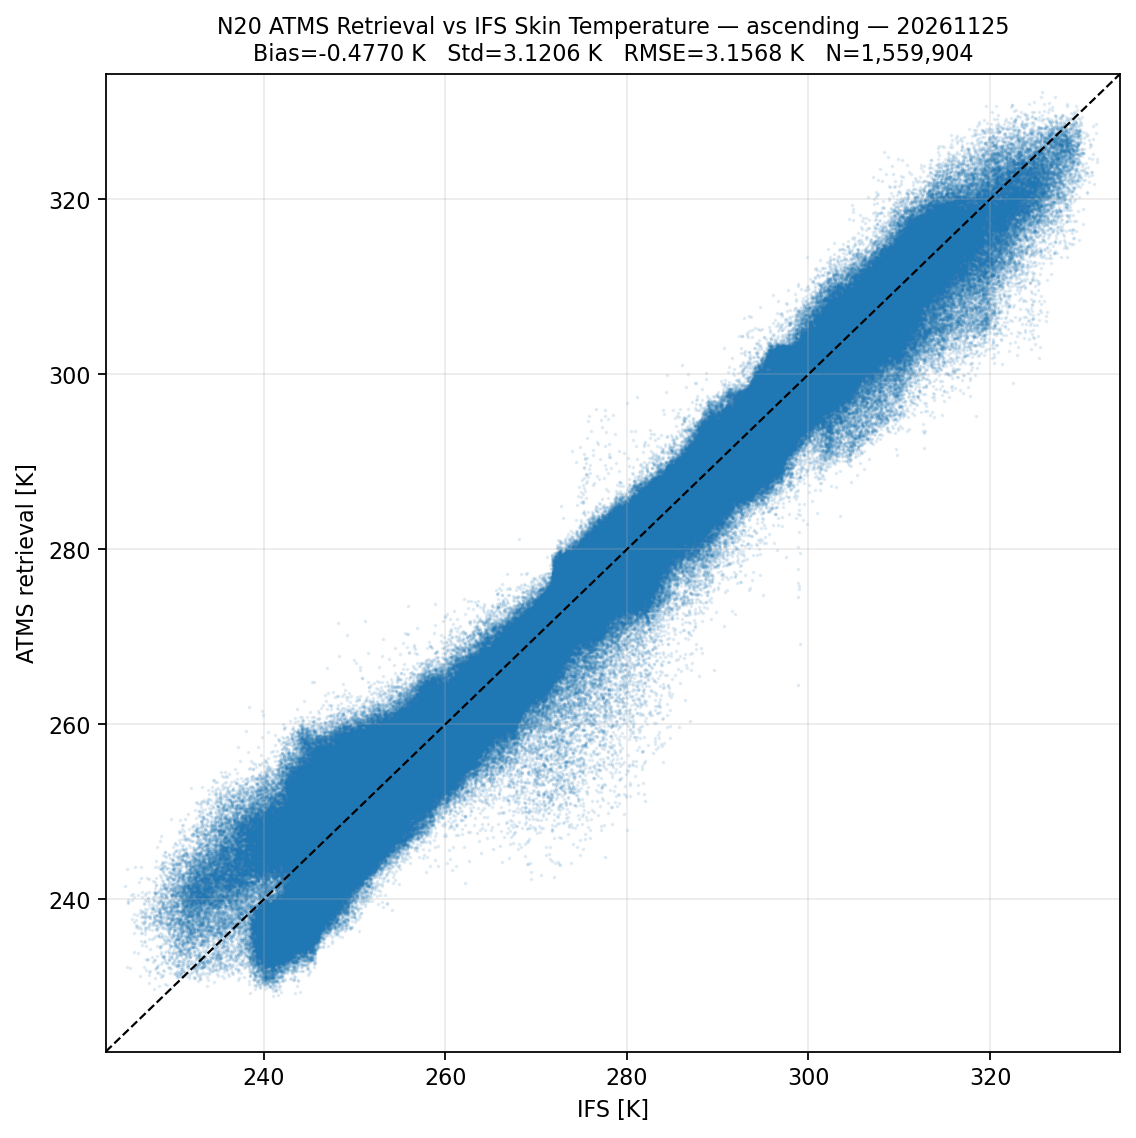 N20 ATMS Retrieval vs IFS Skin Temperature — ascending — 20261125
Bias=-0.4770 K   Std=3.1206 K   RMSE=3.1568 K   N=1,559,904
ATMS retrieval [K]
320
300
280
260
240
240 260 280 300 320
IFS [K]